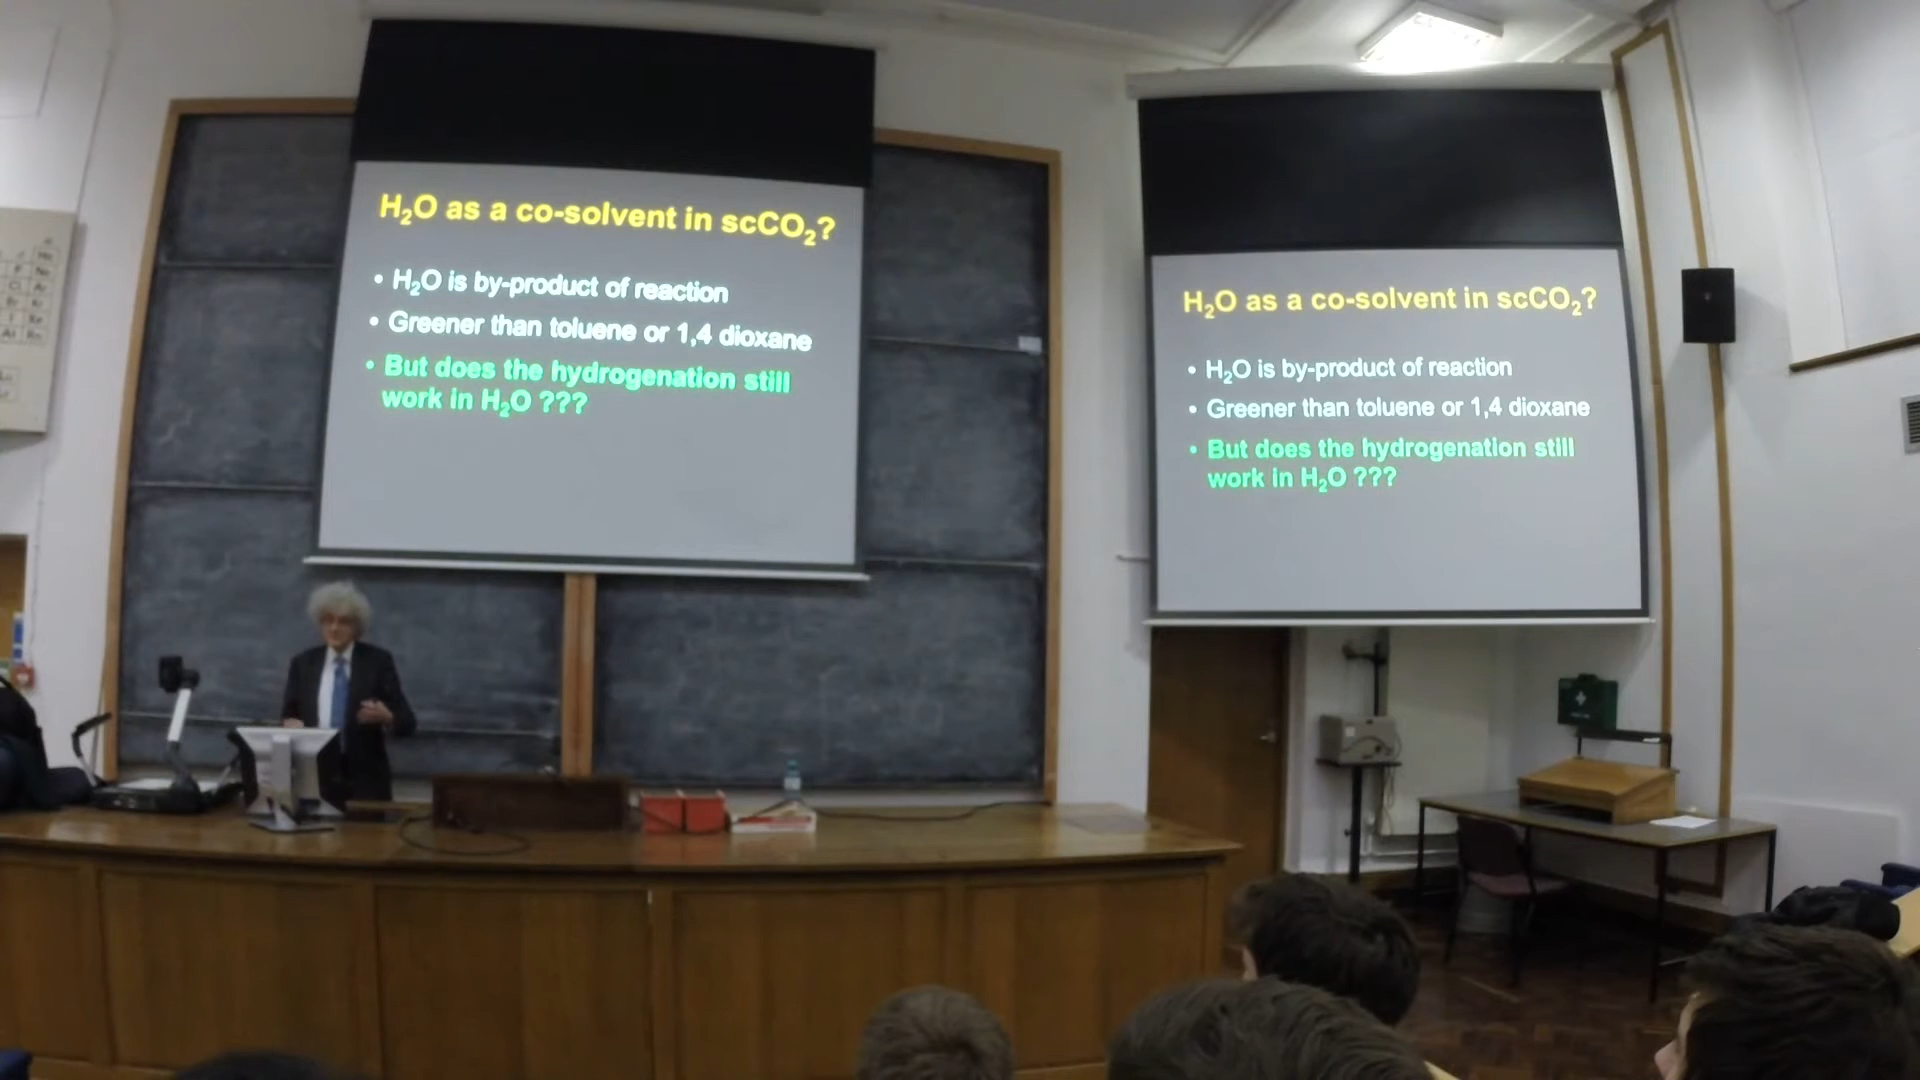 H₂O as a co-solvent in scCO₂?
• H₂O is by-product of reaction
• Greener than toluene or 1,4 dioxane
• But does the hydrogenation still
work in H₂O ???
H₂O as a co-solvent in scCO₂?
• H₂O is by-product of reaction
• Greener than toluene or 1,4 dioxane
• But does the hydrogenation still
work in H₂O ???